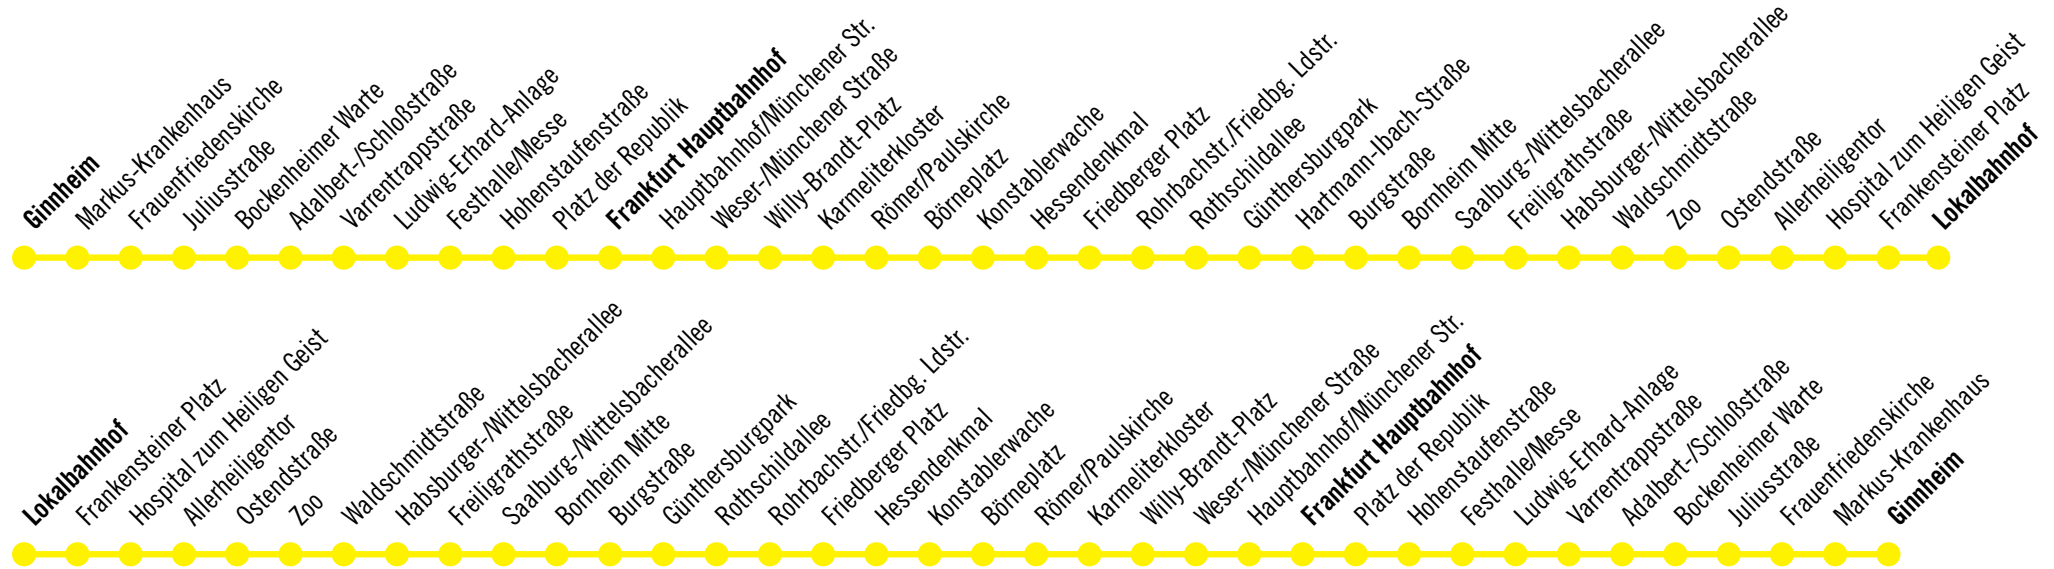 Ginnheim
Markus-Krankenhaus
Frauenfriedenskirche
Juliusstraße
Bockenheimer Warte
Adalbert-/Schloßstraße
Varrentrappstraße
Ludwig-Erhard-Anlage
Festhalle/Messe
Hohenstaufenstraße
Platz der Republik
Frankfurt Hauptbahnhof
Hauptbahnhof/Münchener Str.
Weser-/Münchener Straße
Willy-Brandt-Platz
Karmeliterkloster
Römer/Paulskirche
Börneplatz
Konstablerwache
Hessendenkmal
Friedberger Platz
Rohrbachstr./Friedbg. Ldstr.
Rothschildallee
Günthersburgpark
Hartmann-Ibach-Straße
Burgstraße
Bornheim Mitte
Saalburg-/Wittelsbacherallee
Freiligrathstraße
Habsburger-/Wittelsbacherallee
Waldschmidtstraße
Zoo
Ostendstraße
Allerheiligentor
Hospital zum Heiligen Geist
Frankensteiner Platz
Lokalbahnhof
Lokalbahnhof
Frankensteiner Platz
Hospital zum Heiligen Geist
Allerheiligentor
Ostendstraße
Zoo
Waldschmidtstraße
Habsburger-/Wittelsbacherallee
Freiligrathstraße
Saalburg-/Wittelsbacherallee
Bornheim Mitte
Burgstraße
Günthersburgpark
Rothschildallee
Rohrbachstr./Friedbg. Ldstr.
Friedberger Platz
Hessendenkmal
Konstablerwache
Börneplatz
Römer/Paulskirche
Karmeliterkloster
Willy-Brandt-Platz
Weser-/Münchener Straße
Hauptbahnhof/Münchener Str.
Frankfurt Hauptbahnhof
Platz der Republik
Hohenstaufenstraße
Festhalle/Messe
Ludwig-Erhard-Anlage
Varrentrappstraße
Adalbert-/Schloßstraße
Bockenheimer Warte
Juliusstraße
Frauenfriedenskirche
Markus-Krankenhaus
Ginnheim